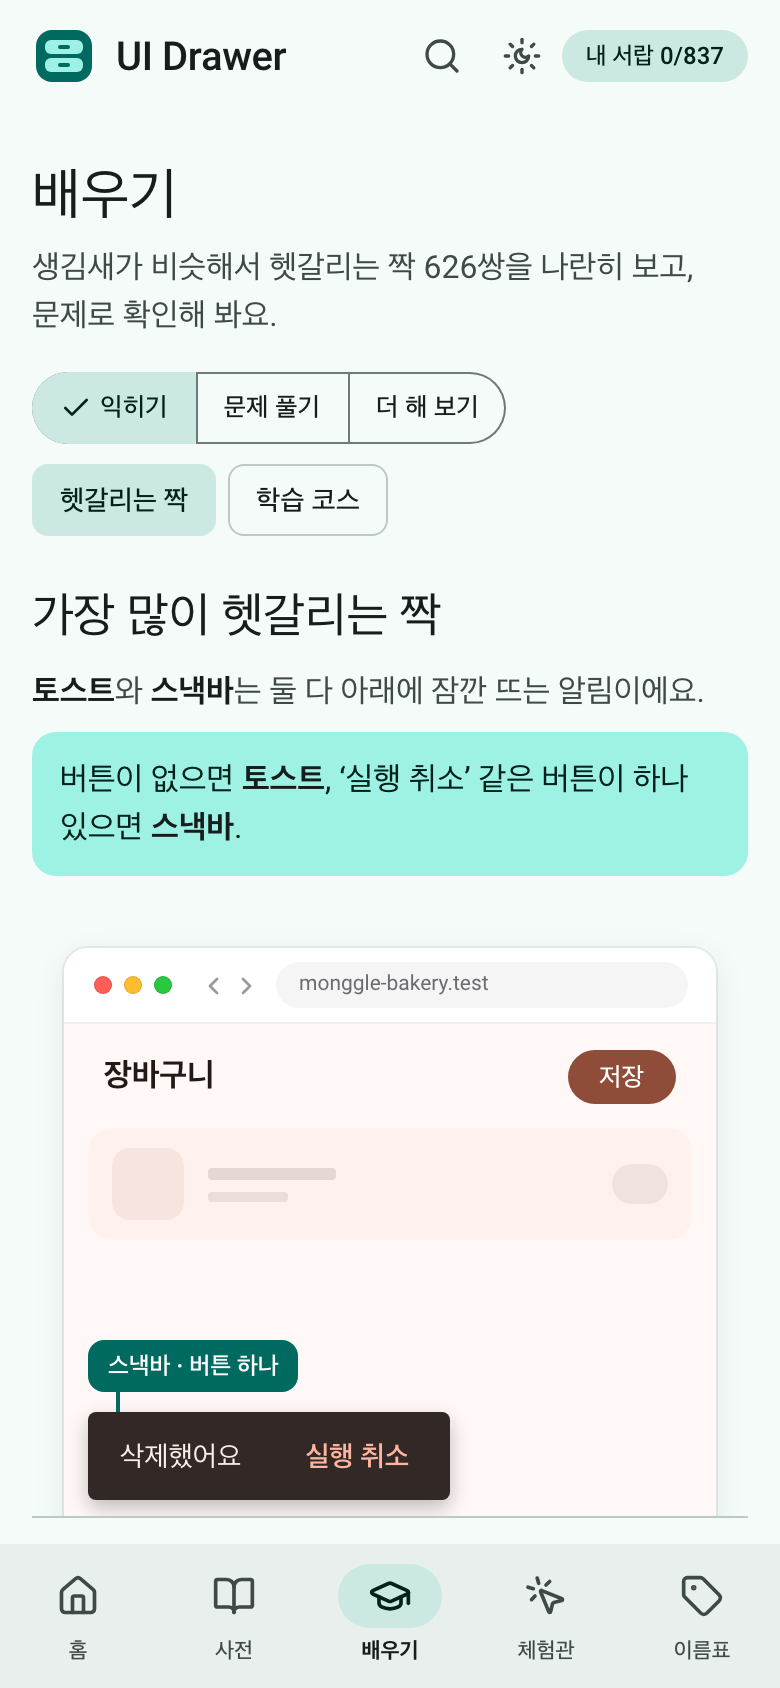 UI Drawer
내 서랍 0/837
배우기
생김새가 비슷해서 헷갈리는 짝 626쌍을 나란히 보고,
문제로 확인해 봐요.
익히기
문제 풀기
더 해 보기
헷갈리는 짝
학습 코스
가장 많이 헷갈리는 짝
토스트와 스낵바는 둘 다 아래에 잠깐 뜨는 알림이에요.
버튼이 없으면 토스트, ‘실행 취소’ 같은 버튼이 하나
있으면 스낵바.
monggle-bakery.test
장바구니
저장
스낵바 · 버튼 하나
삭제했어요
실행 취소
홈
사전
배우기
체험관
이름표